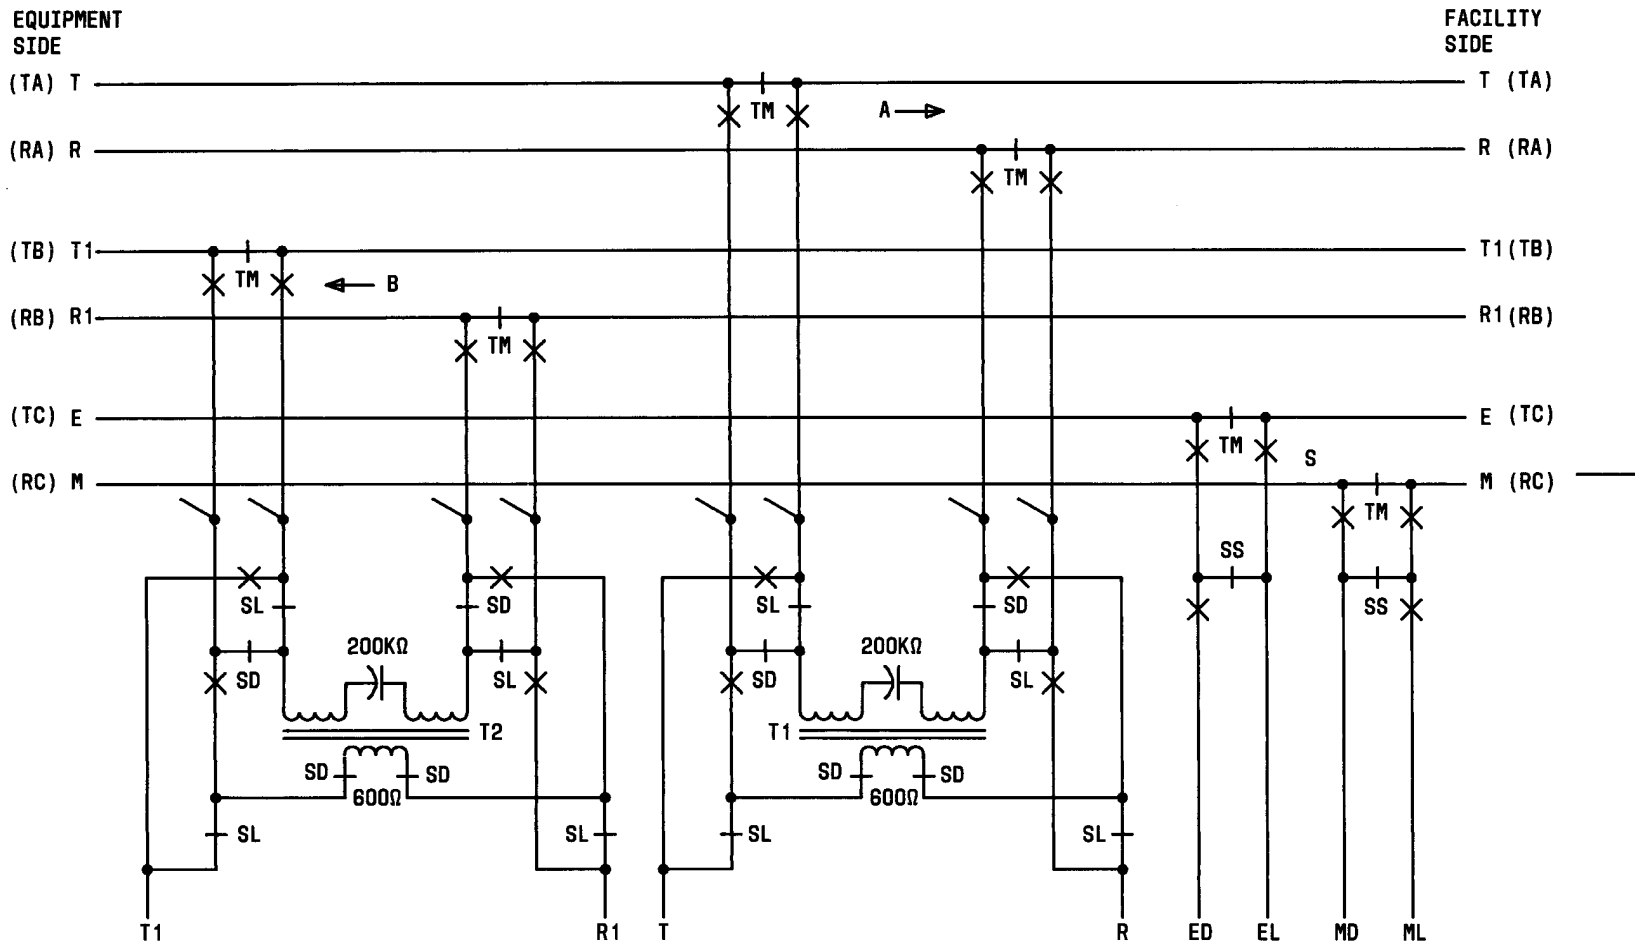 EQUIPMENT
SIDE
FACILITY
SIDE
(TA) T
T (TA)
TM
A
(RA) R
R (RA)
TM
(TB) T1
T1 (TB)
TM
B
(RB) R1
R1 (RB)
TM
(TC) E
E (TC)
TM
S
(RC) M
M (RC)
TM
SS
SS
SL
SD
SL
SD
200KΩ
200KΩ
SD
SL
SD
SL
T2
T1
SD
SD
SD
SD
600Ω
600Ω
SL
SL
SL
SL
T1
R1
T
R
ED
EL
MD
ML